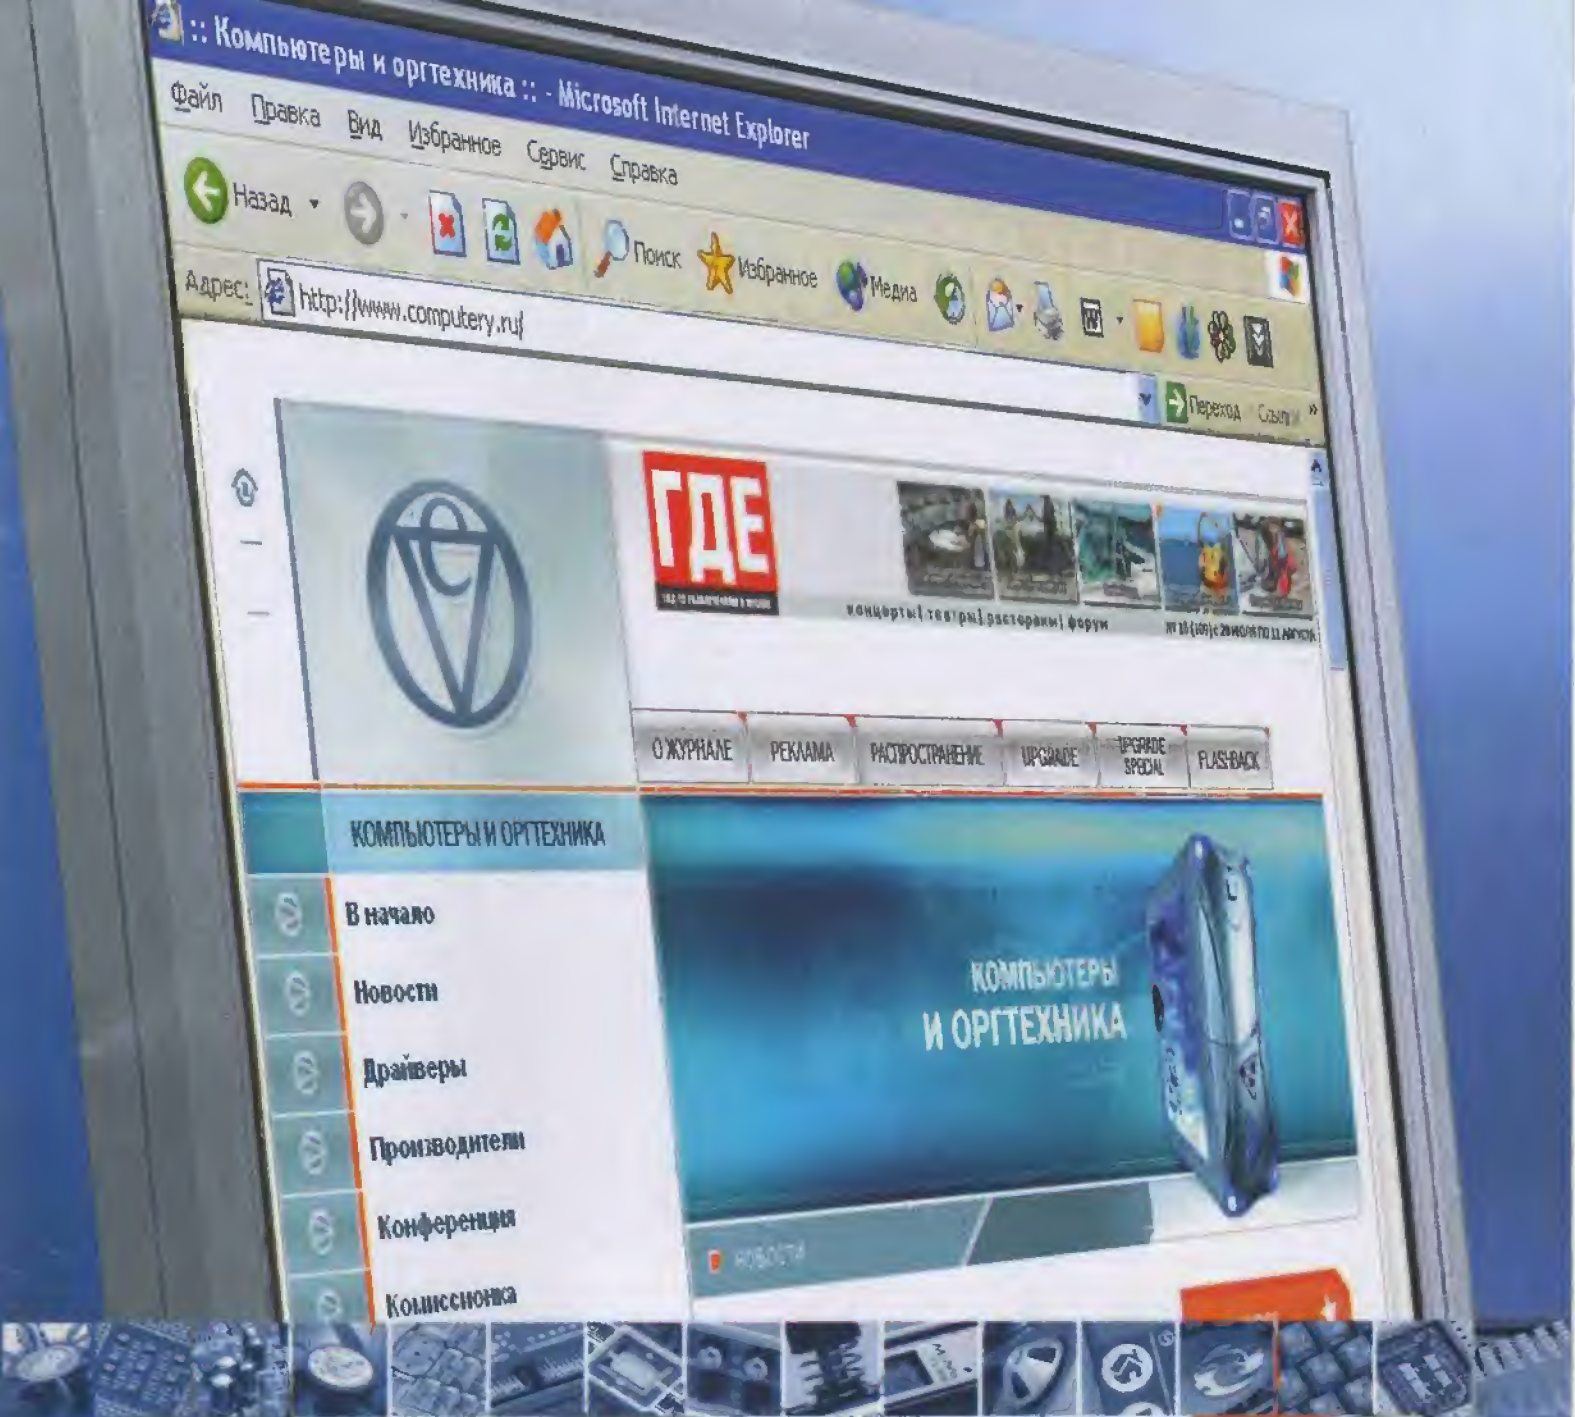 :: Компьютеры и оргтехника :: - Microsoft Internet Explorer
Файл Правка Вид Избранное Сервис Справка
Назад Поиск Избранное Медиа
Адрес: http://www.computery.ru/
Переход Ссылки »
ГДЕ
концерты| театры| рестораны| форум
О ЖУРНАЛЕ РЕКЛАМА РАСПРОСТРАНЕНИЕ UPGRADE UPGRADE SPECIAL FLASHBACK
КОМПЬЮТЕРЫ И ОРГТЕХНИКА
В начало
Новости
Драйверы
Производители
Конференция
Комиссионка
КОМПЬЮТЕРЫ
И ОРГТЕХНИКА
НОВОСТИ